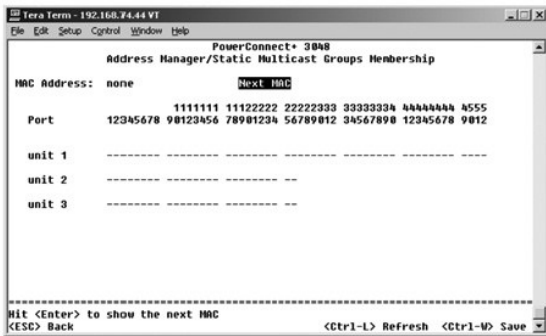 Tera Term - 192.168.74.44 VT
File Edit Setup Control Window Help
PowerConnect+ 3048
Address Manager/Static Multicast Groups Membership
MAC Address: none Next MAC
1111111 11122222 22222333 33333334 44444444 4555
Port 12345678 90123456 78901234 56789012 34567890 12345678 9012
unit 1 -------- -------- -------- -------- -------- -------- ----
unit 2 -------- -------- -------- --
unit 3 -------- -------- -------- --
Hit <Enter> to show the next MAC
<ESC> Back <Ctrl-L> Refresh <Ctrl-W> Save